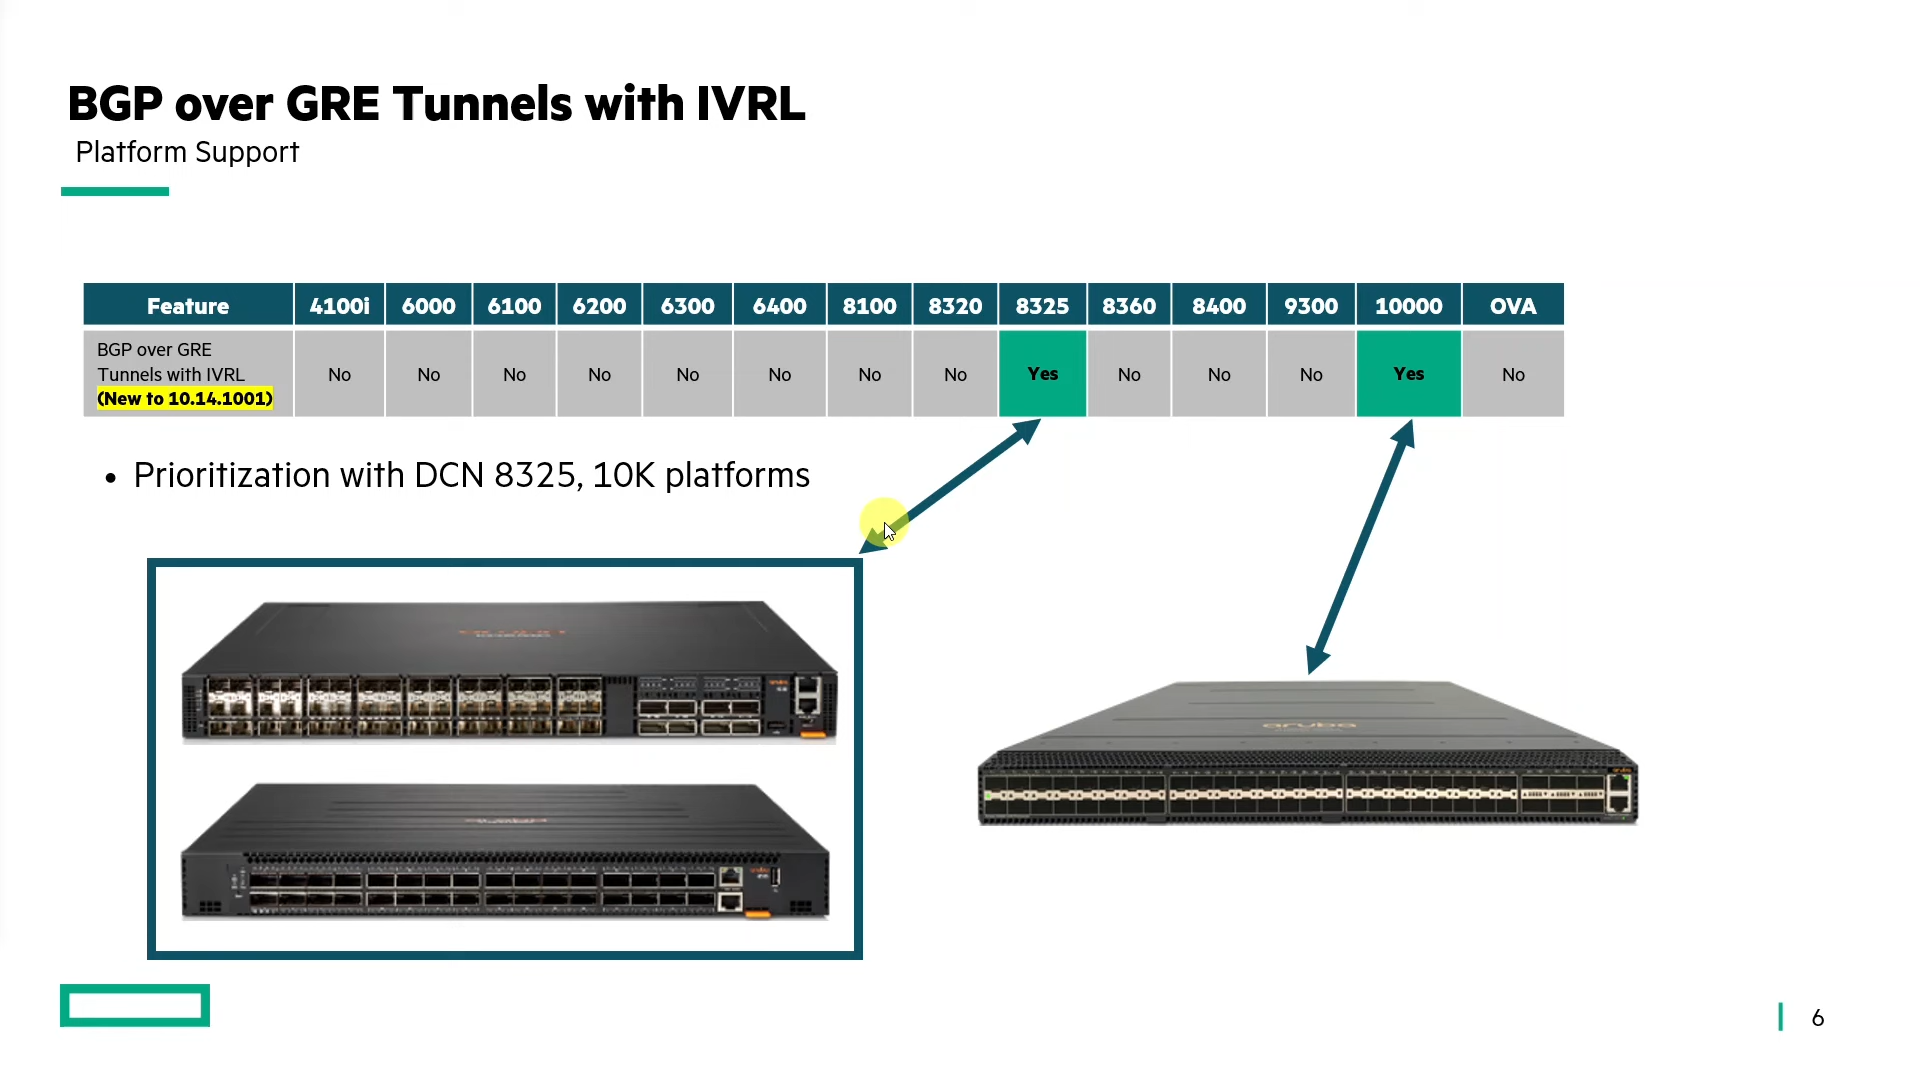 BGP over GRE Tunnels with IVRL
Platform Support
Feature 4100i 6000 6100 6200 6300 6400 8100 8320 8325 8360 8400 9300 10000 OVA
BGP over GRE
Tunnels with IVRL
(New to 10.14.1001)
No No No No No No No No Yes No No No Yes No
• Prioritization with DCN 8325, 10K platforms
aruba
6